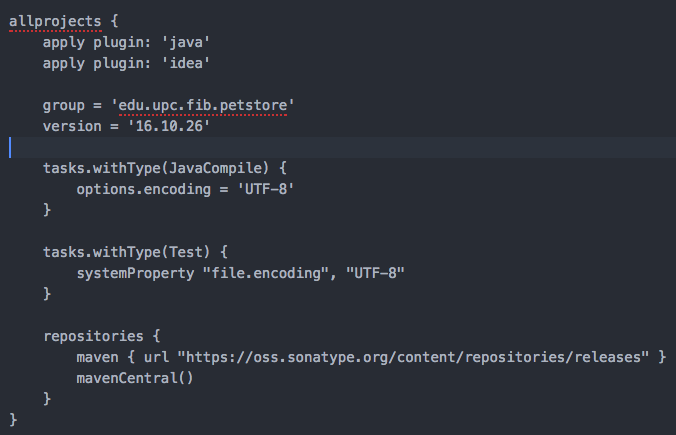 allprojects {
    apply plugin: 'java'
    apply plugin: 'idea'

    group = 'edu.upc.fib.petstore'
    version = '16.10.26'

    tasks.withType(JavaCompile) {
        options.encoding = 'UTF-8'
    }

    tasks.withType(Test) {
        systemProperty "file.encoding", "UTF-8"
    }

    repositories {
        maven { url "https://oss.sonatype.org/content/repositories/releases" }
        mavenCentral()
    }
}